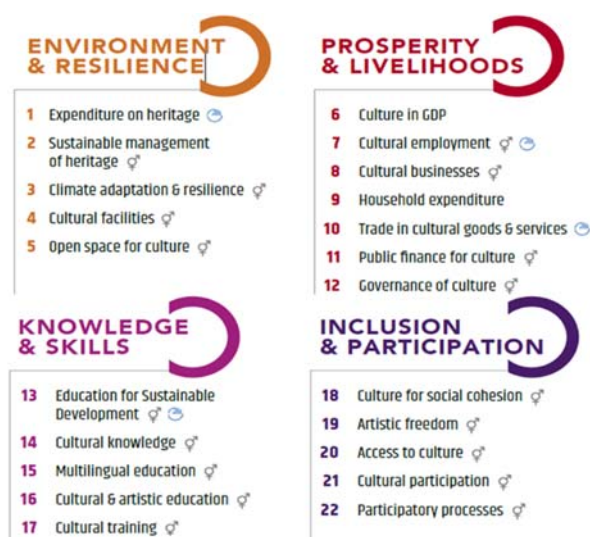 ENVIRONMENT
& RESILIENCE
1 Expenditure on heritage
2 Sustainable management
of heritage ⚥
3 Climate adaptation & resilience ⚥
4 Cultural facilities ⚥
5 Open space for culture ⚥
PROSPERITY
& LIVELIHOODS
6 Culture in GDP
7 Cultural employment ⚥
8 Cultural businesses ⚥
9 Household expenditure
10 Trade in cultural goods & services
11 Public finance for culture ⚥
12 Governance of culture ⚥
KNOWLEDGE
& SKILLS
13 Education for Sustainable
Development ⚥
14 Cultural knowledge ⚥
15 Multilingual education ⚥
16 Cultural & artistic education ⚥
17 Cultural training ⚥
INCLUSION
& PARTICIPATION
18 Culture for social cohesion ⚥
19 Artistic freedom ⚥
20 Access to culture ⚥
21 Cultural participation ⚥
22 Participatory processes ⚥